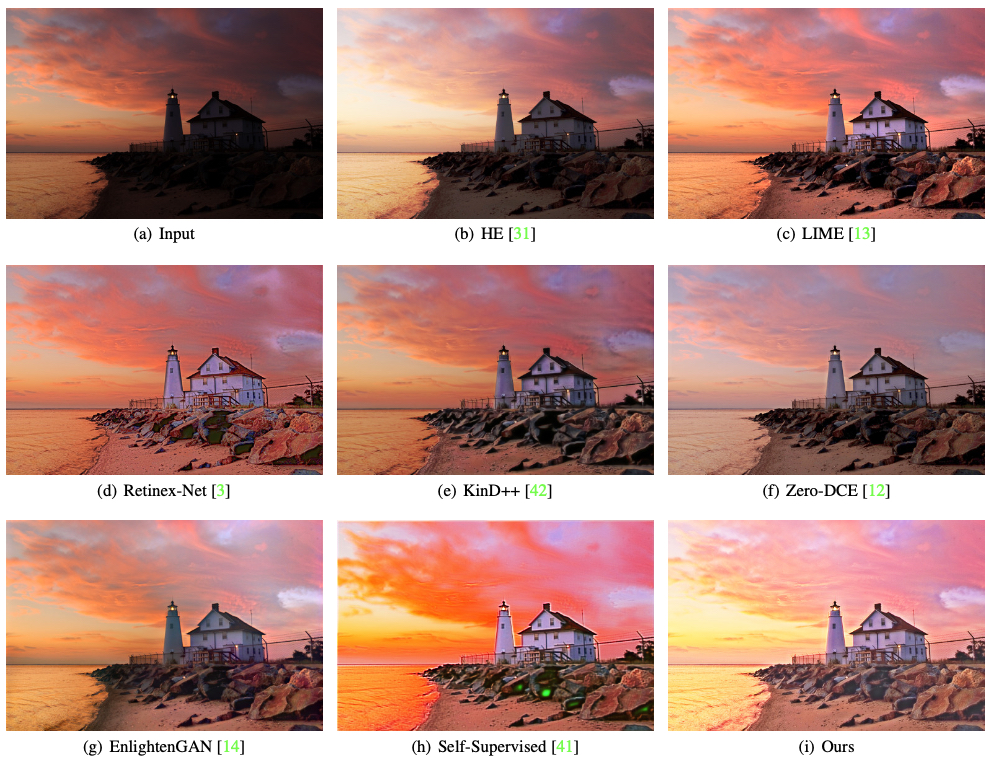 (a) Input
(b) HE [31]
(c) LIME [13]
(d) Retinex-Net [3]
(e) KinD++ [42]
(f) Zero-DCE [12]
(g) EnlightenGAN [14]
(h) Self-Supervised [41]
(i) Ours